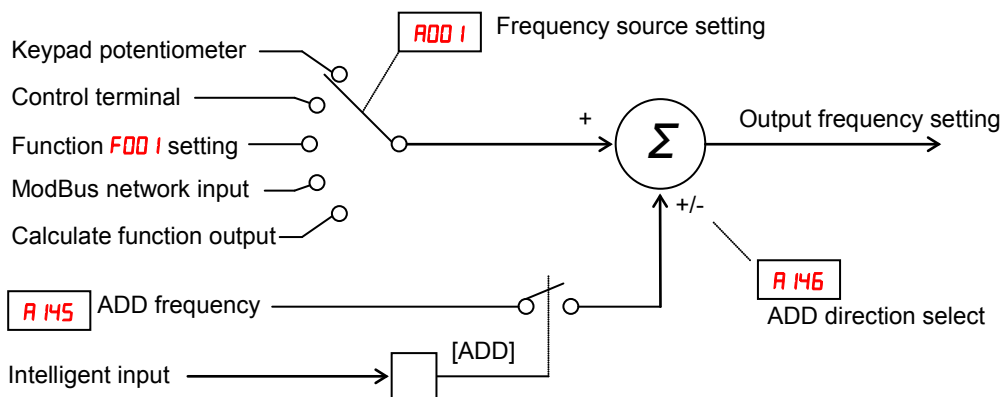 A001 Frequency source setting
Keypad potentiometer
Control terminal
+
Σ
Output frequency setting
Function F001 setting
ModBus network input
+/-
Calculate function output
A146
ADD direction select
A145 ADD frequency
[ADD]
Intelligent input